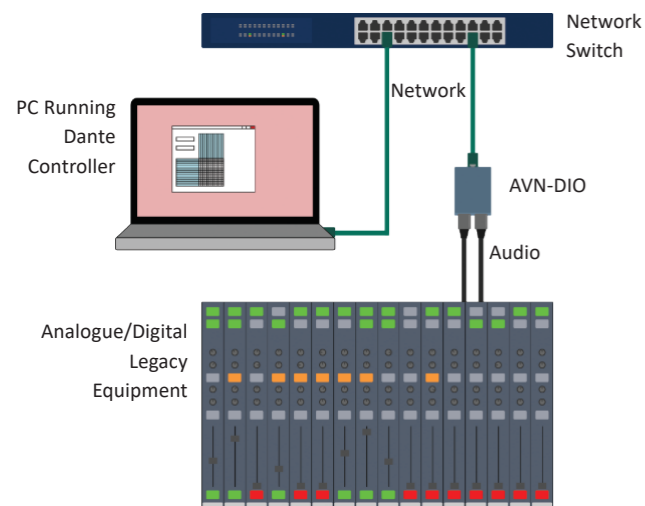 Network
Switch
Network
PC Running
Dante
Controller
AVN-DIO
Audio
Analogue/Digital
Legacy
Equipment